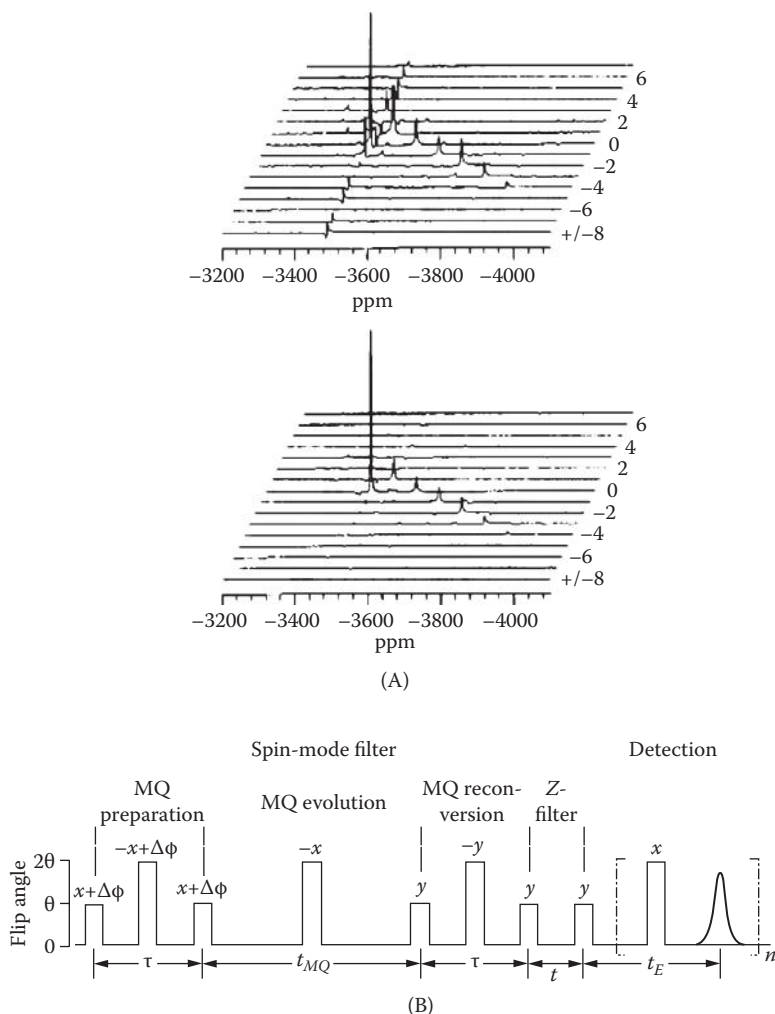 6
4
2
0
−2
−4
−6
+/−8
−3200 −3400 −3600 −3800 −4000
ppm
6
4
2
0
−2
−4
−6
+/−8
−3200 −3400 −3600 −3800 −4000
ppm
(A)
Spin-mode filter Detection
MQ preparation MQ evolution MQ recon-version Z-filter
Flip angle
2θ
θ
0
x+Δϕ −x+Δϕ x+Δϕ −x y −y y y x
τ t_MQ τ t t_E n
(B)